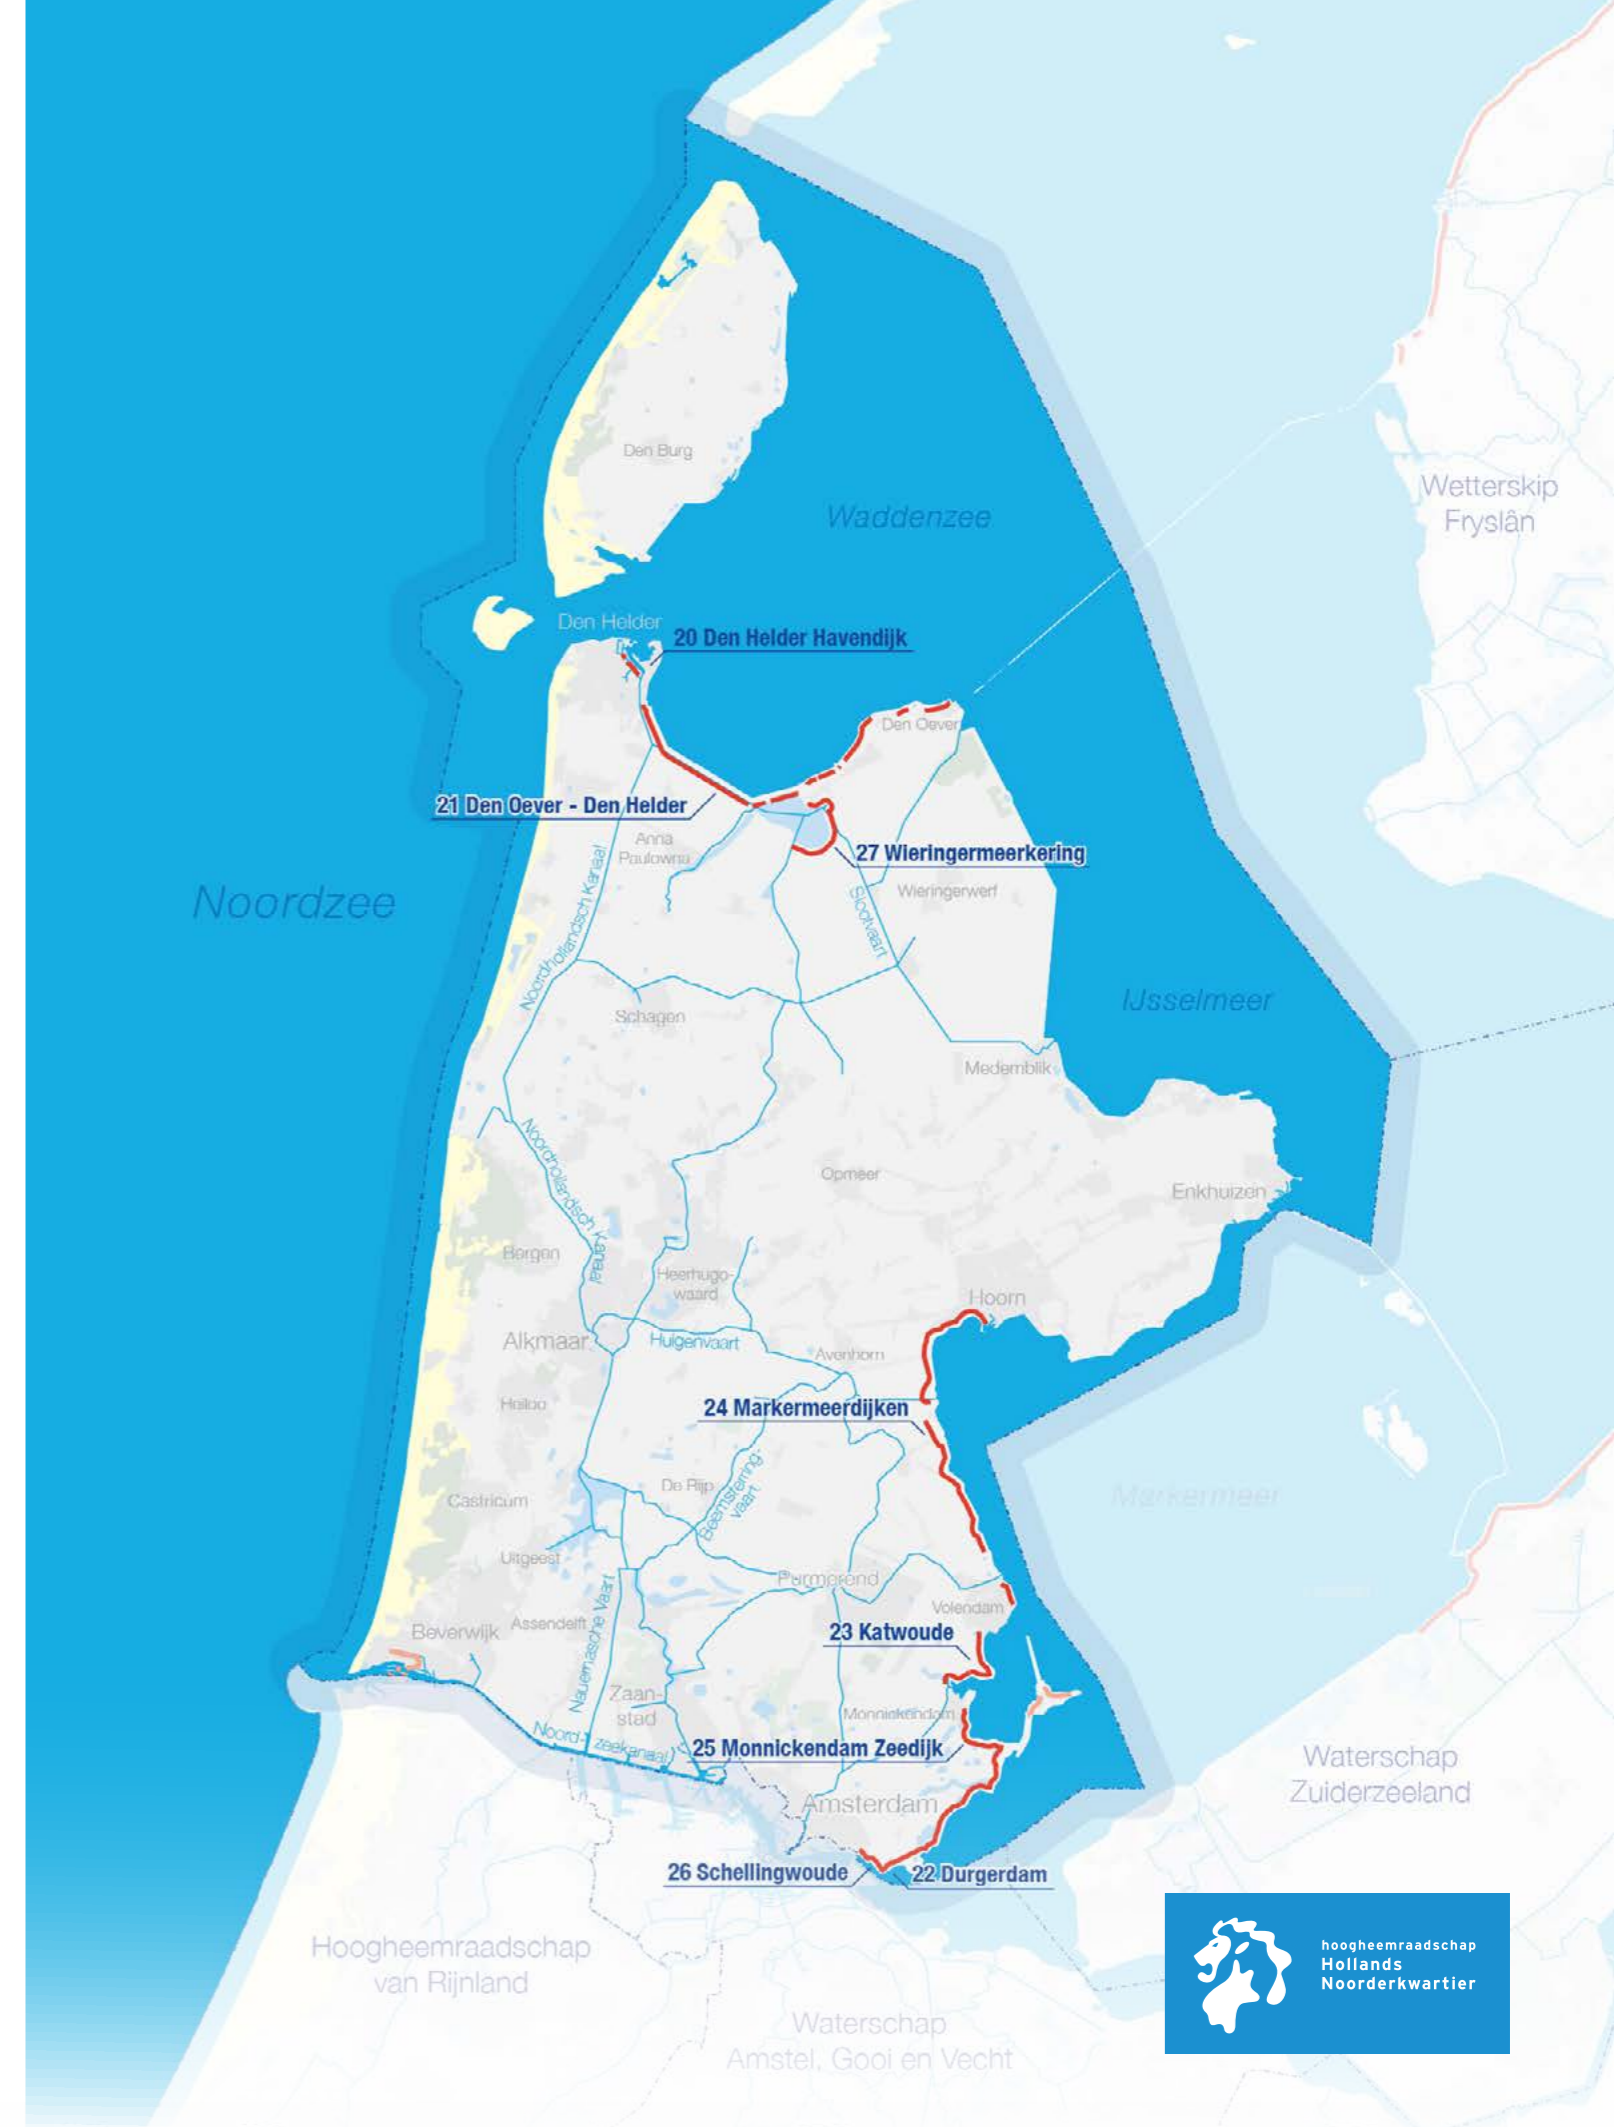 Den Burg
Waddenzee
Wetterskip
Fryslân
Den Helder
20 Den Helder Havendijk
Den Oever
21 Den Oever - Den Helder
Anna
Paulowna
27 Wieringermeerkering
Noordzee
Noordhollandsch Kanaal
Slootvaart
Wieringerwerf
IJsselmeer
Schagen
Medemblik
Noordhollandsch Kanaal
Opmeer
Enkhuizen
Bergen
Heerhugo-
waard
Hoorn
Alkmaar
Huigenvaart
Avenhorn
Heiloo
24 Markermeerdijken
De Rijp
Beemsterring-
vaart
Markermeer
Castricum
Uitgeest
Purmerend
Volendam
Beverwijk
Assendelft
23 Katwoude
Nauernasche Vaart
Zaan-
stad
Monnickendam
Noord-
zeekanaal
25 Monnickendam Zeedijk
Waterschap
Zuiderzeeland
Amsterdam
26 Schellingwoude
22 Durgerdam
Hoogheemraadschap
van Rijnland
Waterschap
Amstel, Gooi en Vecht
hoogheemraadschap
Hollands
Noorderkwartier